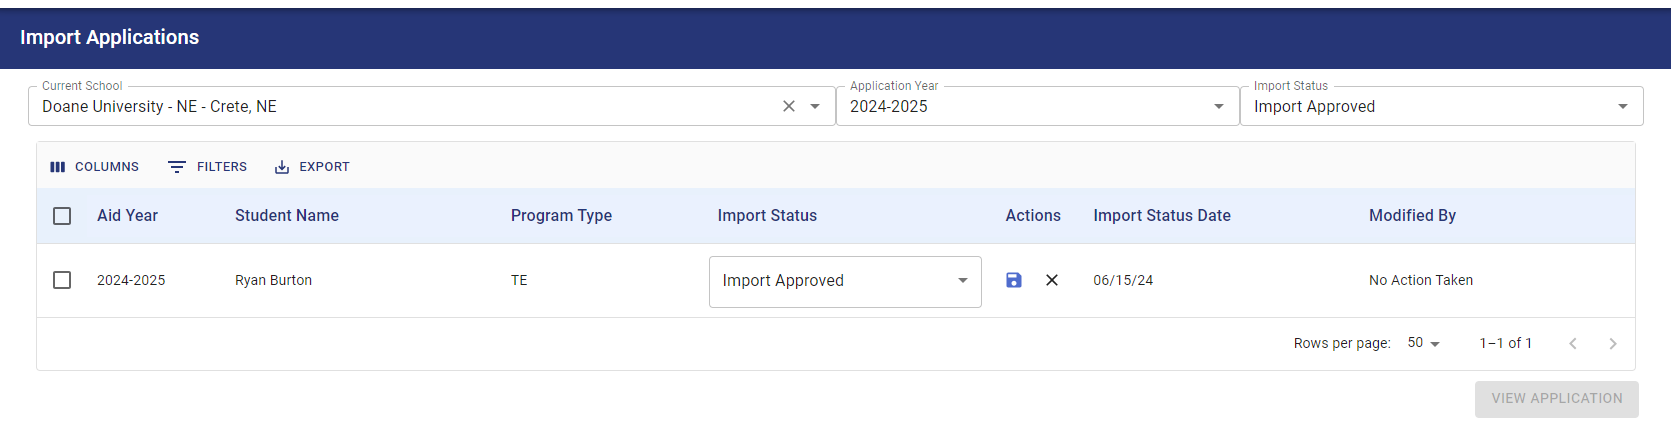 Import Applications
Current School Application Year Import Status
Doane University - NE - Crete, NE 2024-2025 Import Approved
COLUMNS FILTERS EXPORT
Aid Year Student Name Program Type Import Status Actions Import Status Date Modified By
2024-2025 Ryan Burton TE Import Approved 06/15/24 No Action Taken
Rows per page: 50 1–1 of 1
VIEW APPLICATION